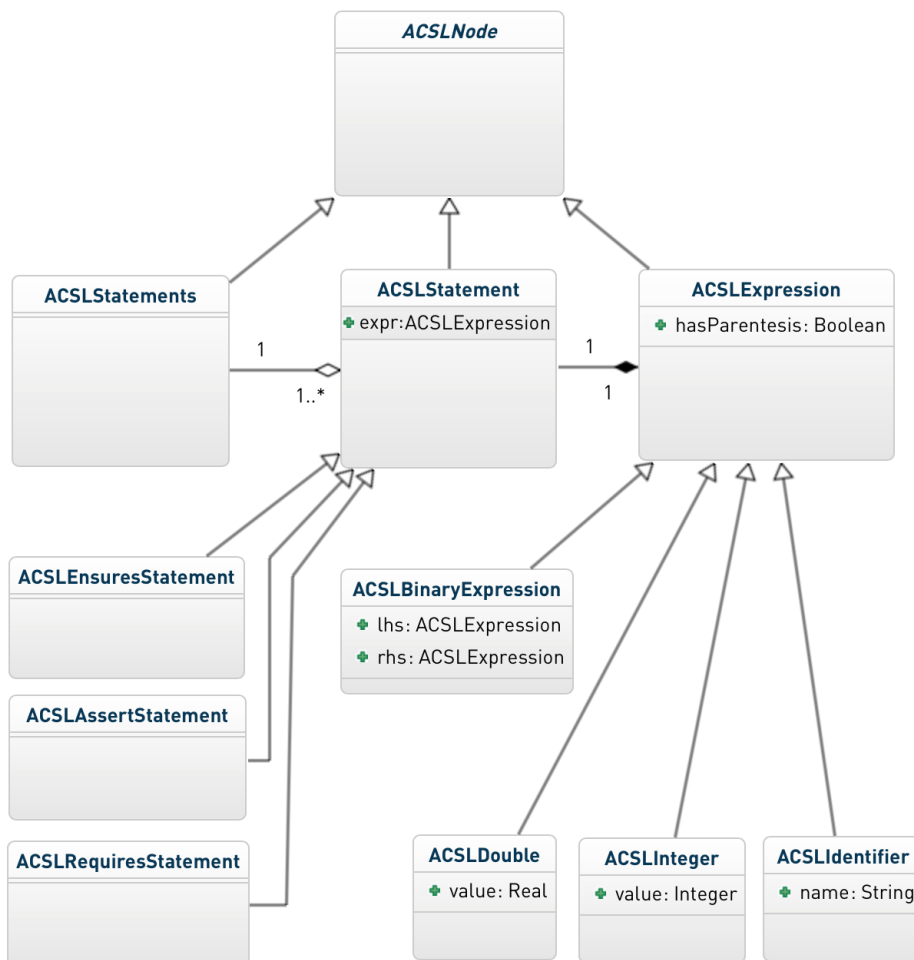 ACSLNode
ACSLStatements
ACSLStatement
expr:ACSLExpression
ACSLExpression
hasParentesis: Boolean
1
1..*
1
1
ACSLEnsuresStatement
ACSLBinaryExpression
lhs: ACSLExpression
rhs: ACSLExpression
ACSLAssertStatement
ACSLRequiresStatement
ACSLDouble
value: Real
ACSLInteger
value: Integer
ACSLIdentifier
name: String